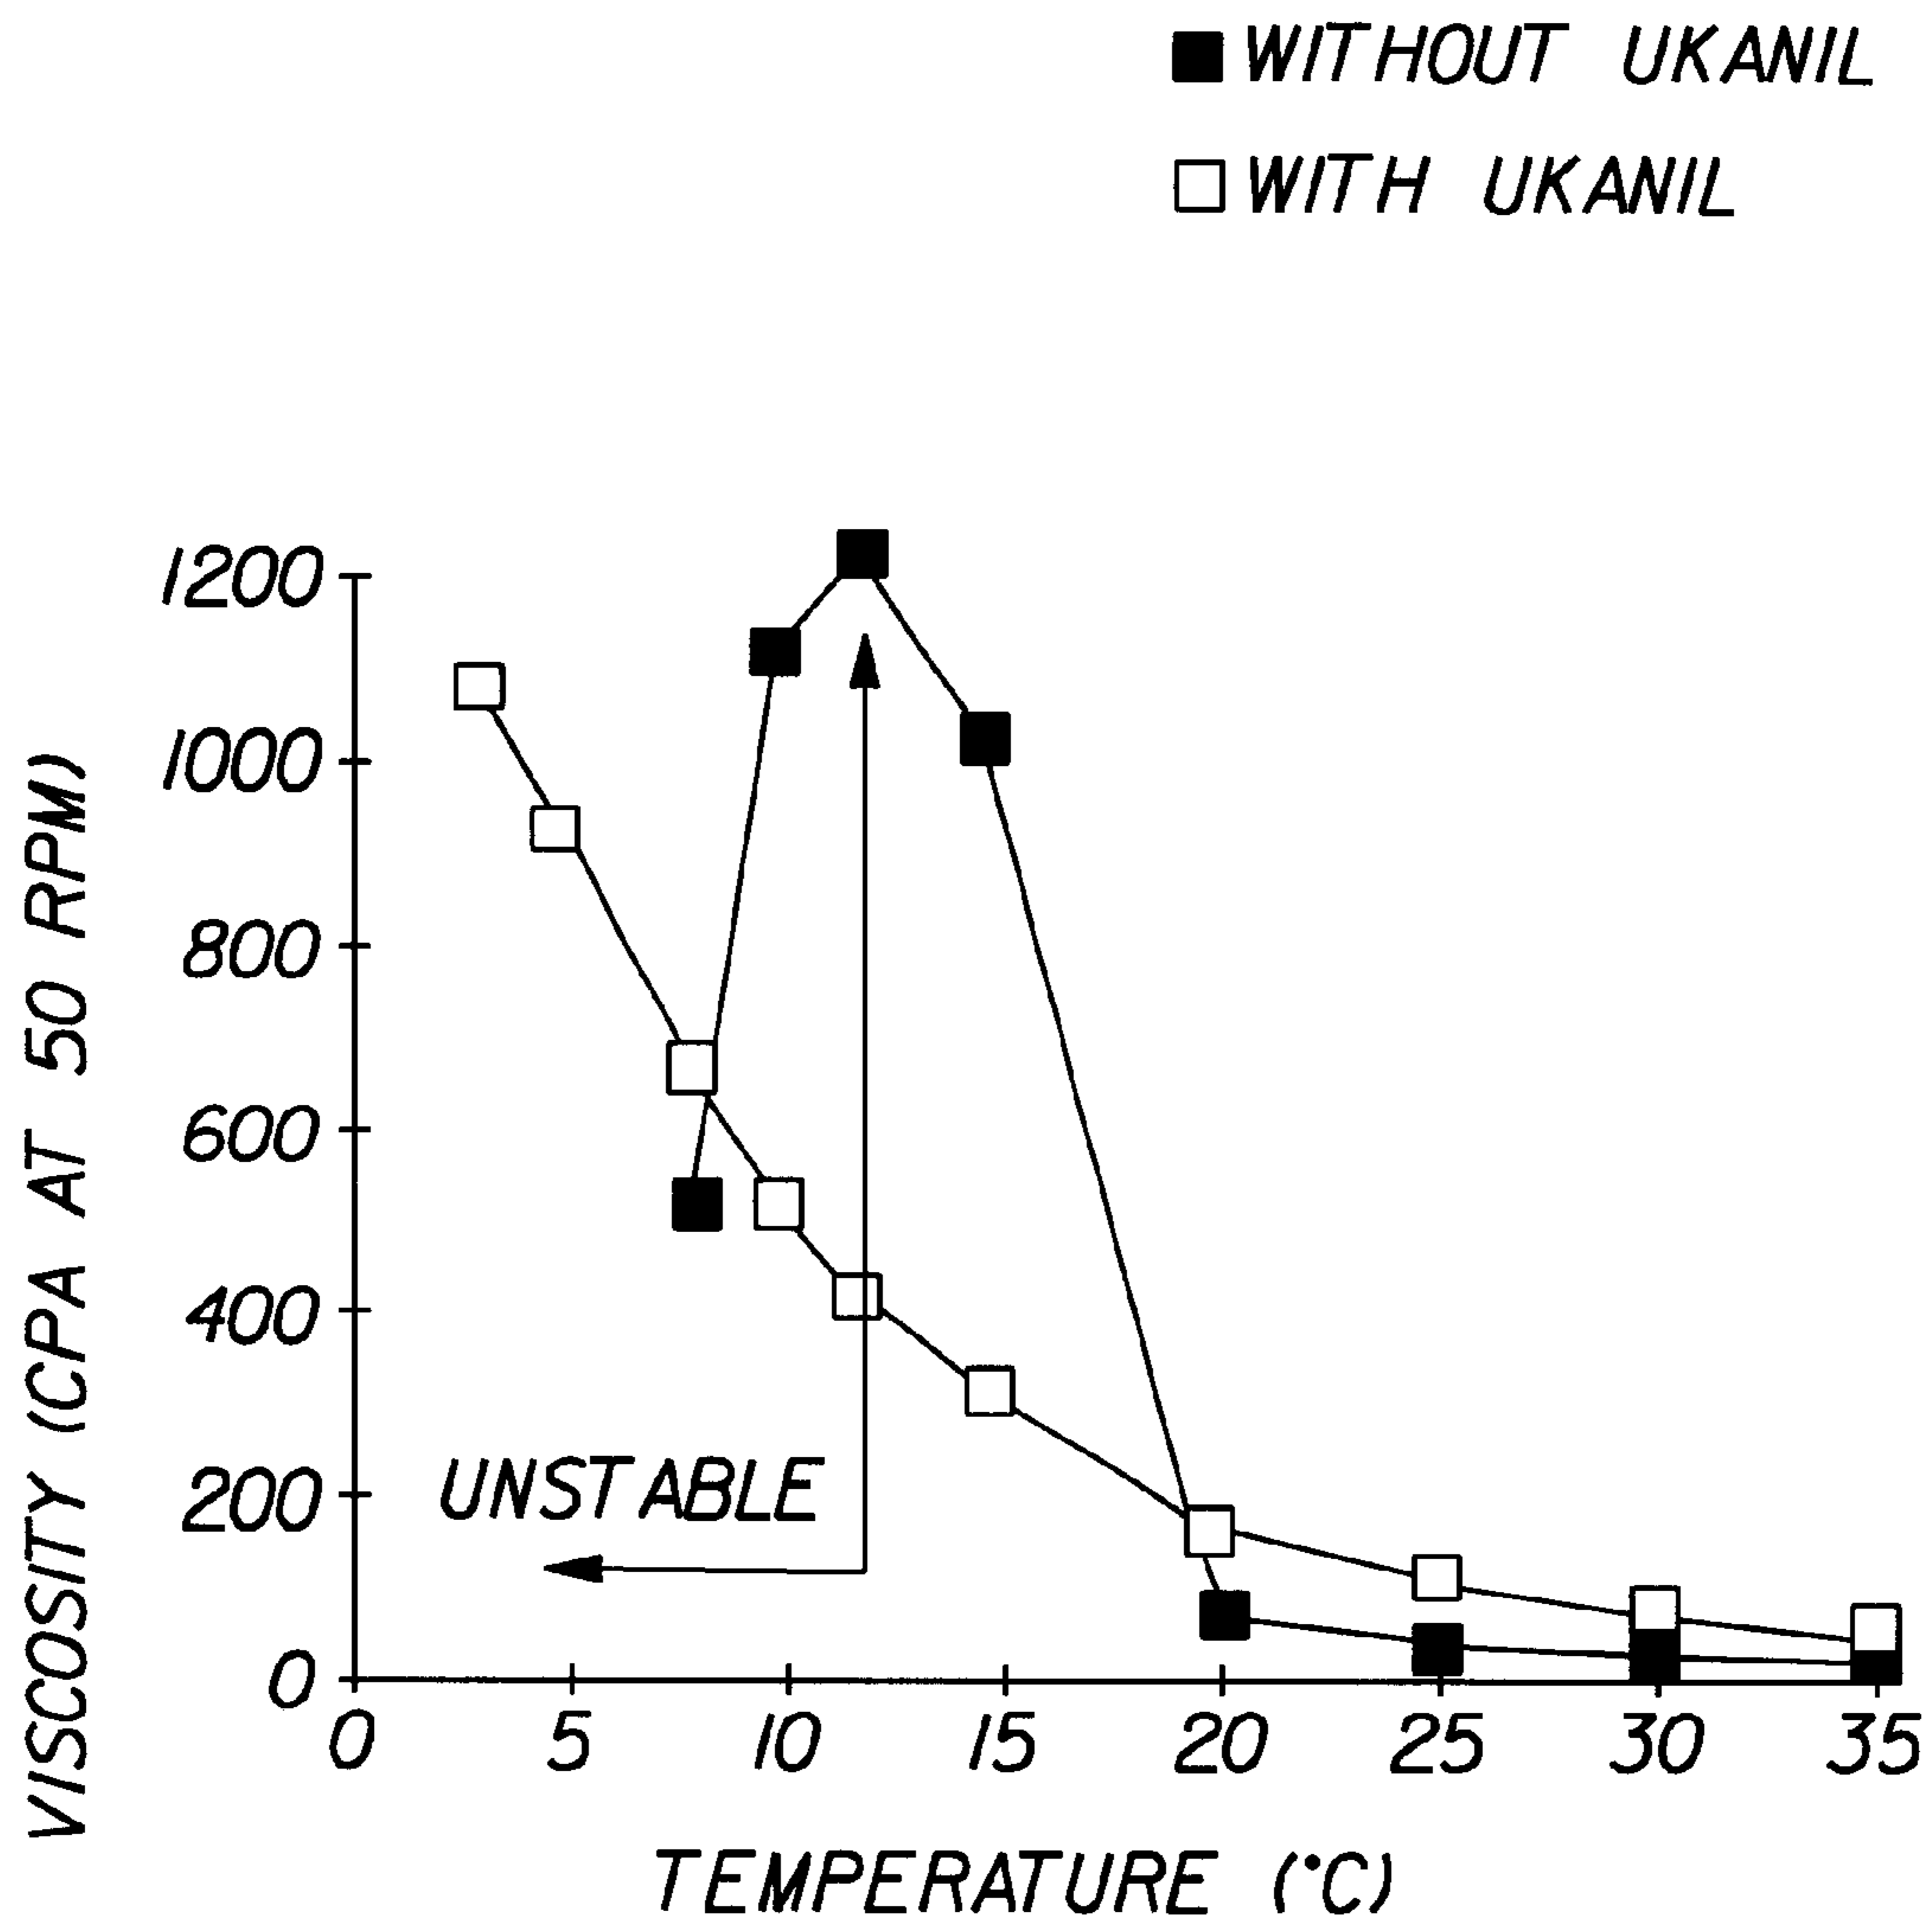 WITHOUT UKANIL
WITH UKANIL
1200
1000
800
600
400
200
0
VISCOSITY (CPA AT 50 RPM)
UNSTABLE
0 5 10 15 20 25 30 35
TEMPERATURE (°C)